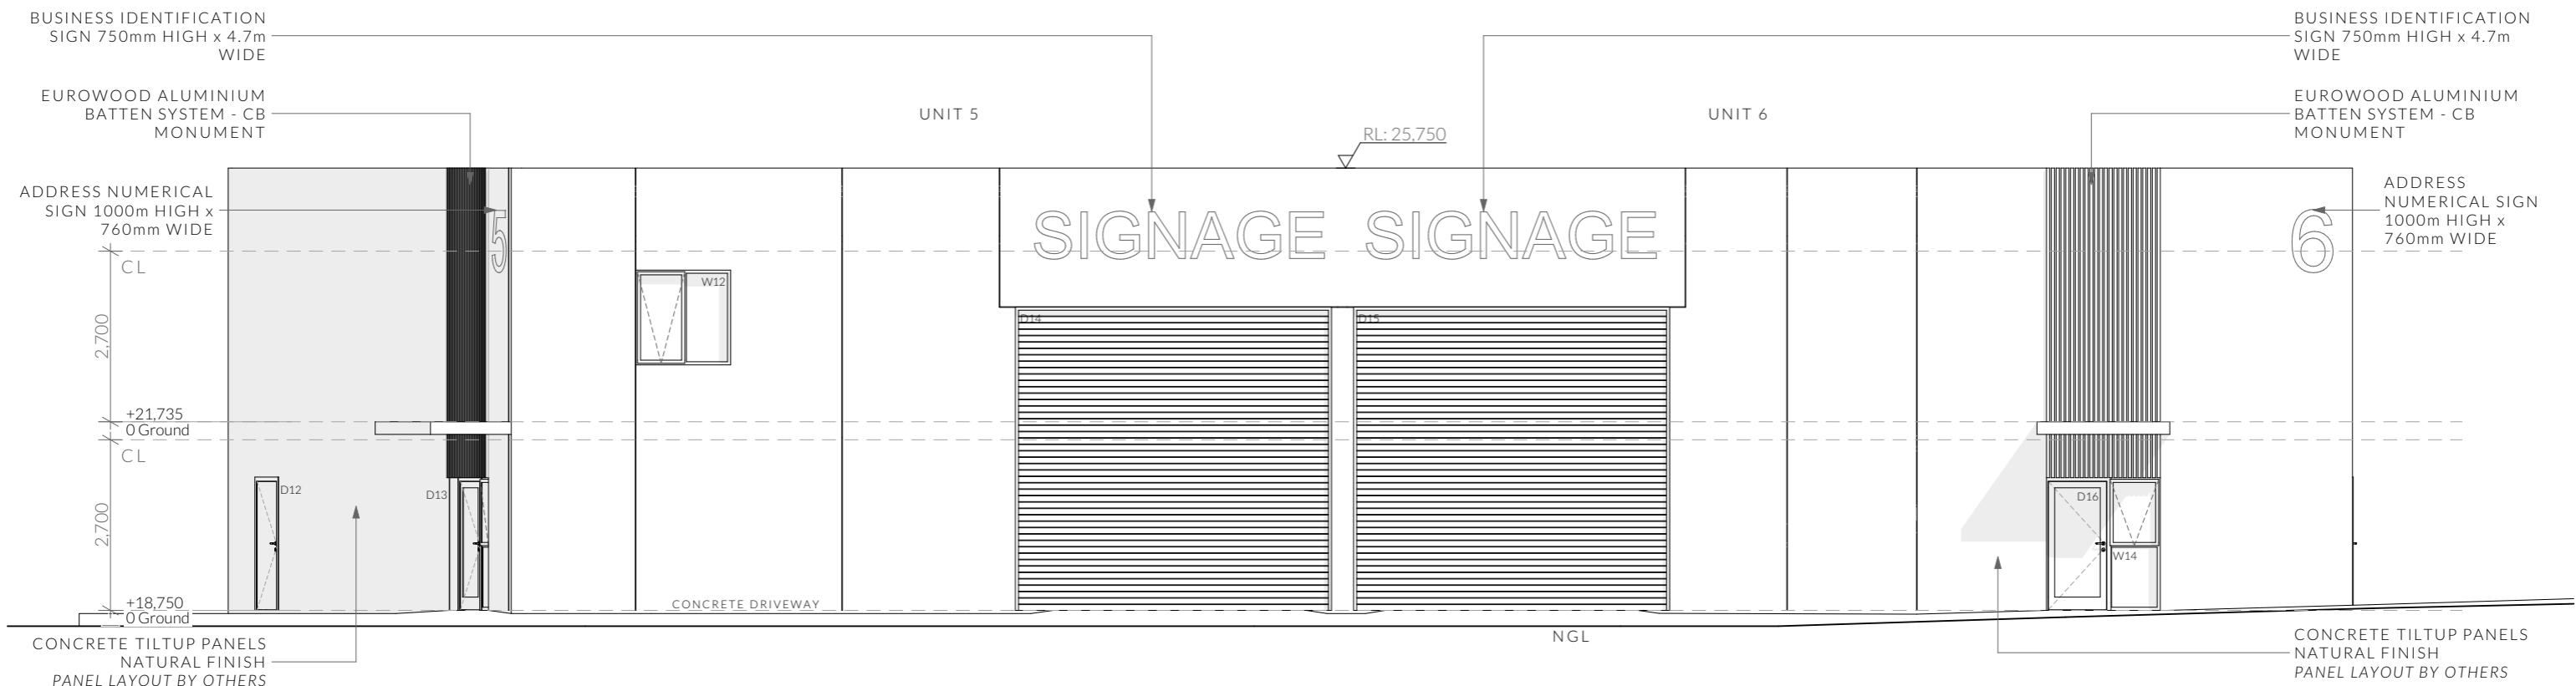 BUSINESS IDENTIFICATION
SIGN 750mm HIGH x 4.7m
WIDE
BUSINESS IDENTIFICATION
SIGN 750mm HIGH x 4.7m
WIDE
EUROWOOD ALUMINIUM
BATTEN SYSTEM - CB
MONUMENT
UNIT 5
UNIT 6
EUROWOOD ALUMINIUM
BATTEN SYSTEM - CB
MONUMENT
RL: 25,750
ADDRESS NUMERICAL
SIGN 1000m HIGH x
760mm WIDE
ADDRESS
NUMERICAL SIGN
1000m HIGH x
760mm WIDE
5
SIGNAGE SIGNAGE
6
CL
W12
D14
D15
2,700
+21,735
0 Ground
CL
D12
D13
D16
2,700
W14
+18,750
0 Ground
CONCRETE DRIVEWAY
NGL
CONCRETE TILTUP PANELS
NATURAL FINISH
PANEL LAYOUT BY OTHERS
CONCRETE TILTUP PANELS
NATURAL FINISH
PANEL LAYOUT BY OTHERS